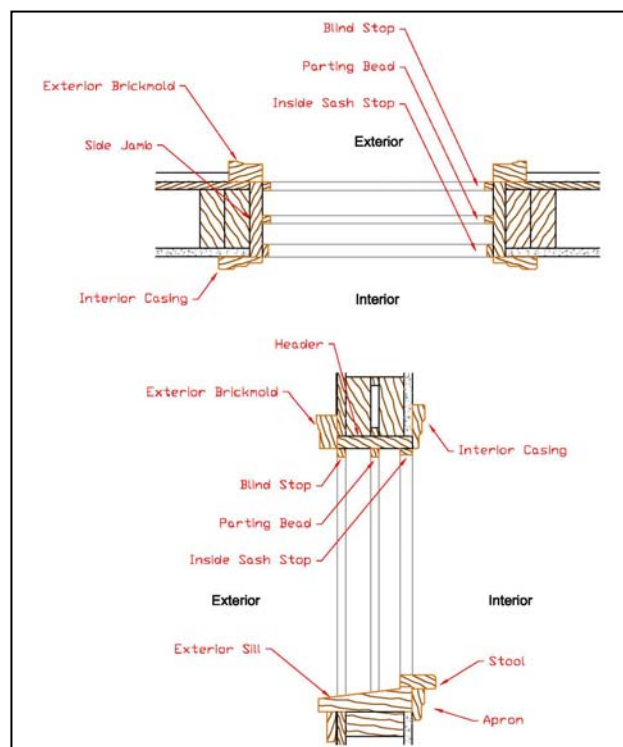 Blind Stop
Parting Bead
Exterior Brickmold
Inside Sash Stop
Exterior
Side Jamb
Interior Casing
Interior
Header
Exterior Brickmold
Interior Casing
Blind Stop
Parting Bead
Inside Sash Stop
Exterior
Interior
Exterior Sill
Stool
Apron